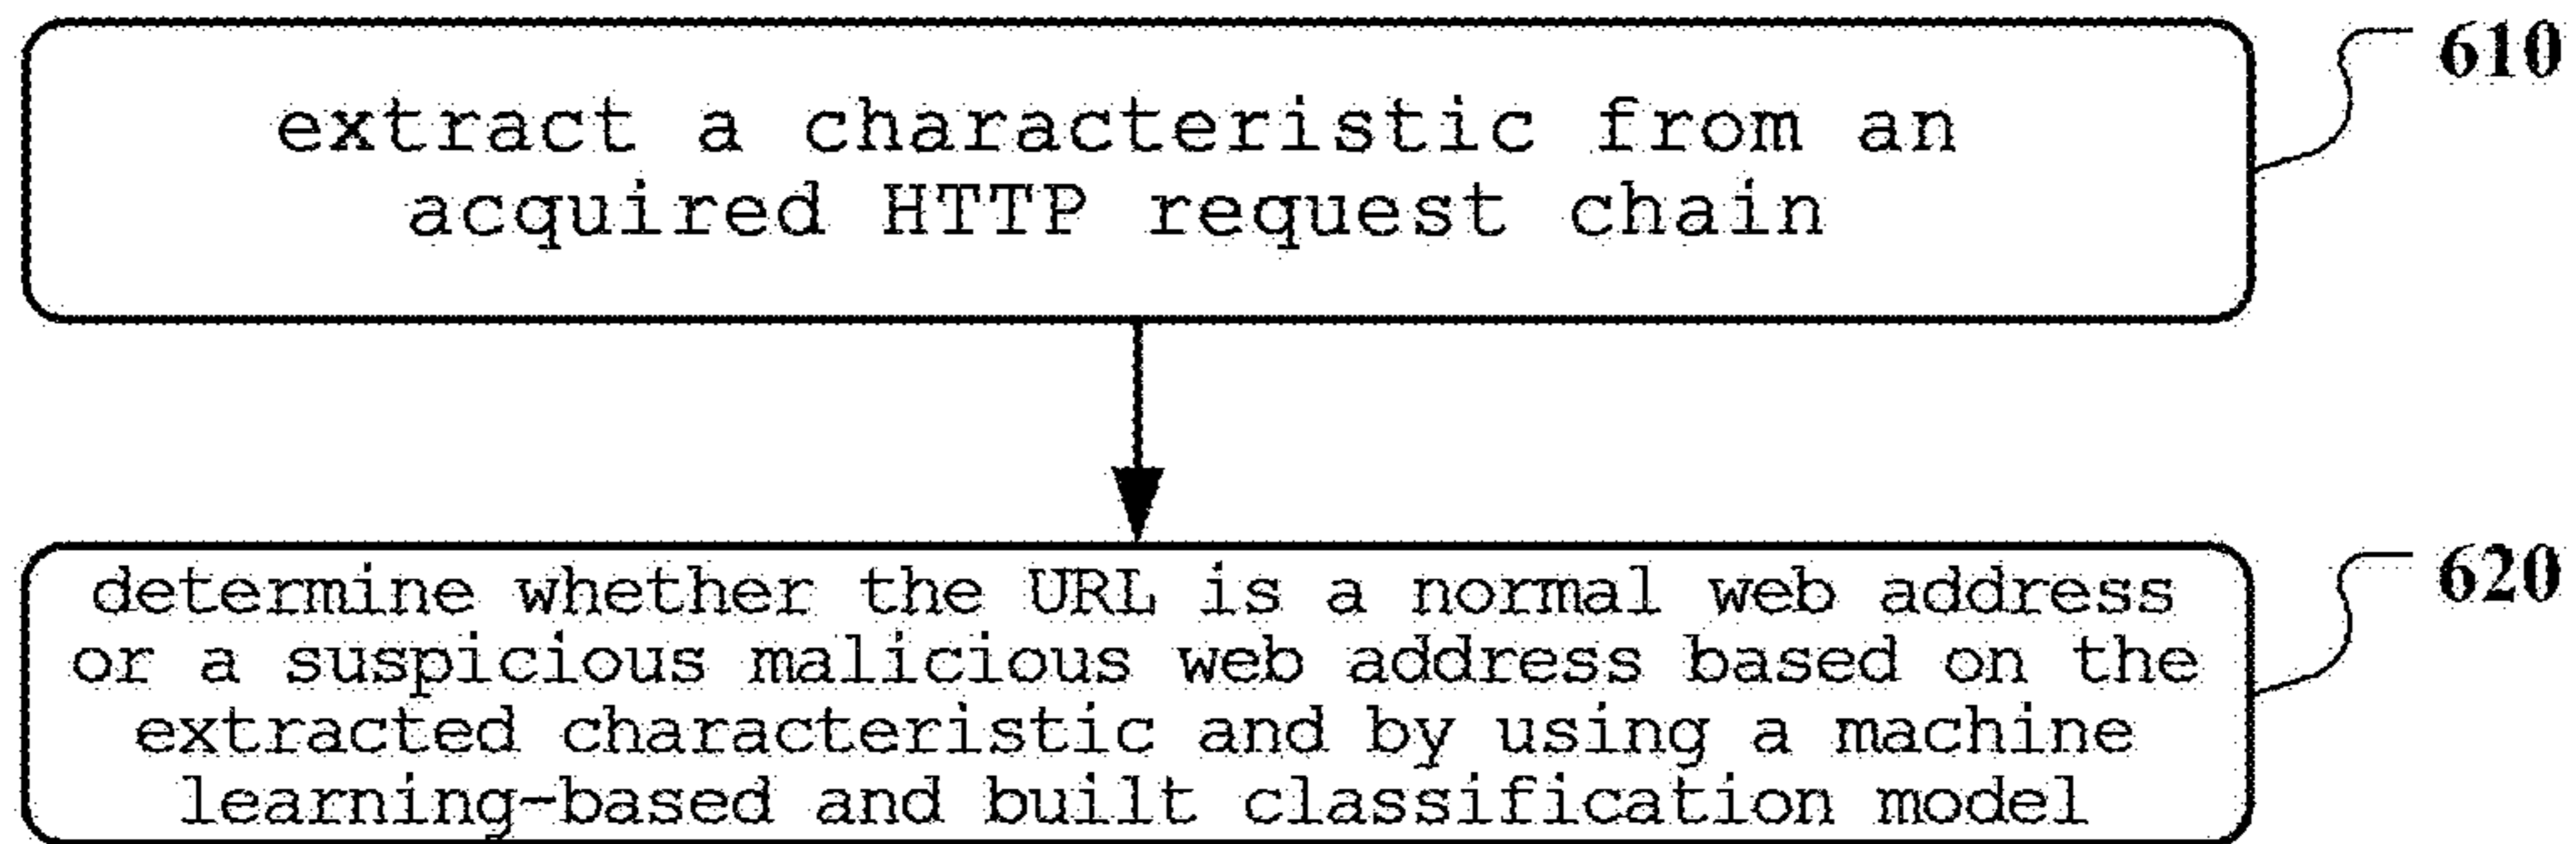 610
extract a characteristic from an
acquired HTTP request chain
620
determine whether the URL is a normal web address
or a suspicious malicious web address based on the
extracted characteristic and by using a machine
learning-based and built classification model